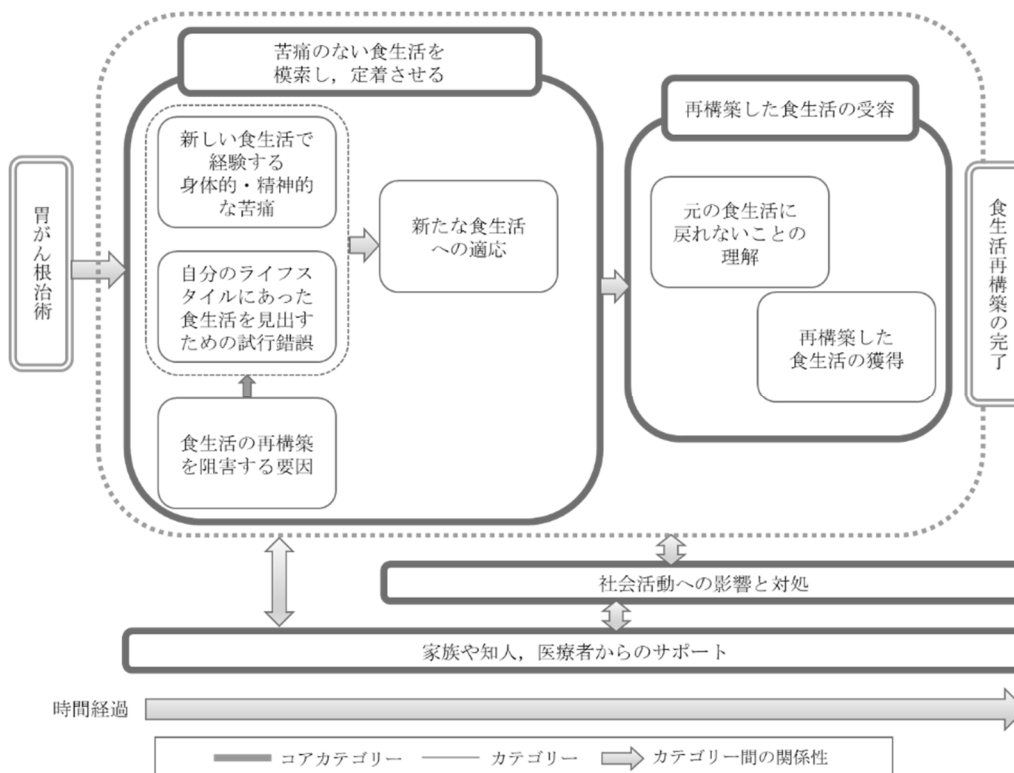 苦痛のない食生活を
模索し，定着させる
再構築した食生活の受容
新しい食生活で
経験する
身体的・精神的
な苦痛
自分のライフス
タイルにあった
食生活を見出す
ための試行錯誤
食生活の再構築
を阻害する要因
新たな食生活
への適応
元の食生活に
戻れないことの
理解
再構築した
食生活の獲得
胃がん根治術
食生活再構築の完了
社会活動への影響と対処
家族や知人，医療者からのサポート
時間経過
コアカテゴリー
カテゴリー
カテゴリー間の関係性